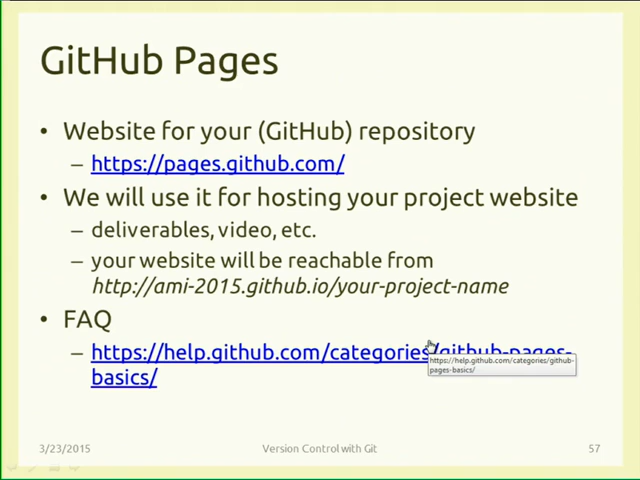 GitHub Pages
• Website for your (GitHub) repository
– https://pages.github.com/
• We will use it for hosting your project website
– deliverables, video, etc.
– your website will be reachable from
http://ami-2015.github.io/your-project-name
• FAQ
– https://help.github.com/categories/github-pages-
basics/
https://help.github.com/categories/github-
pages-basics/
3/23/2015
Version Control with Git
57